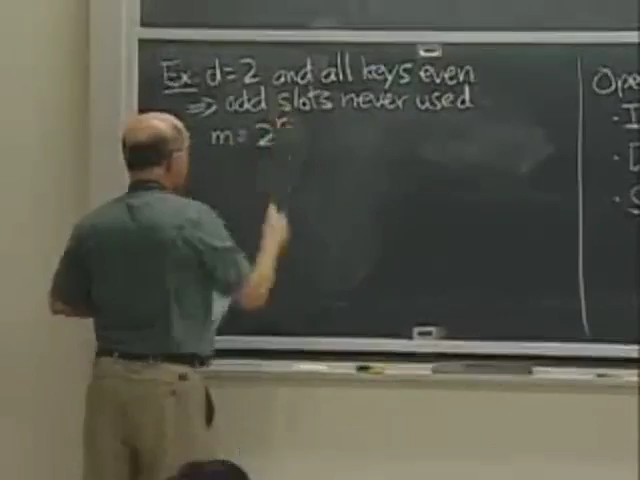 Ex. d=2 and all keys even
⇒ odd slots never used
m = 2^r
Ope
· I
· D